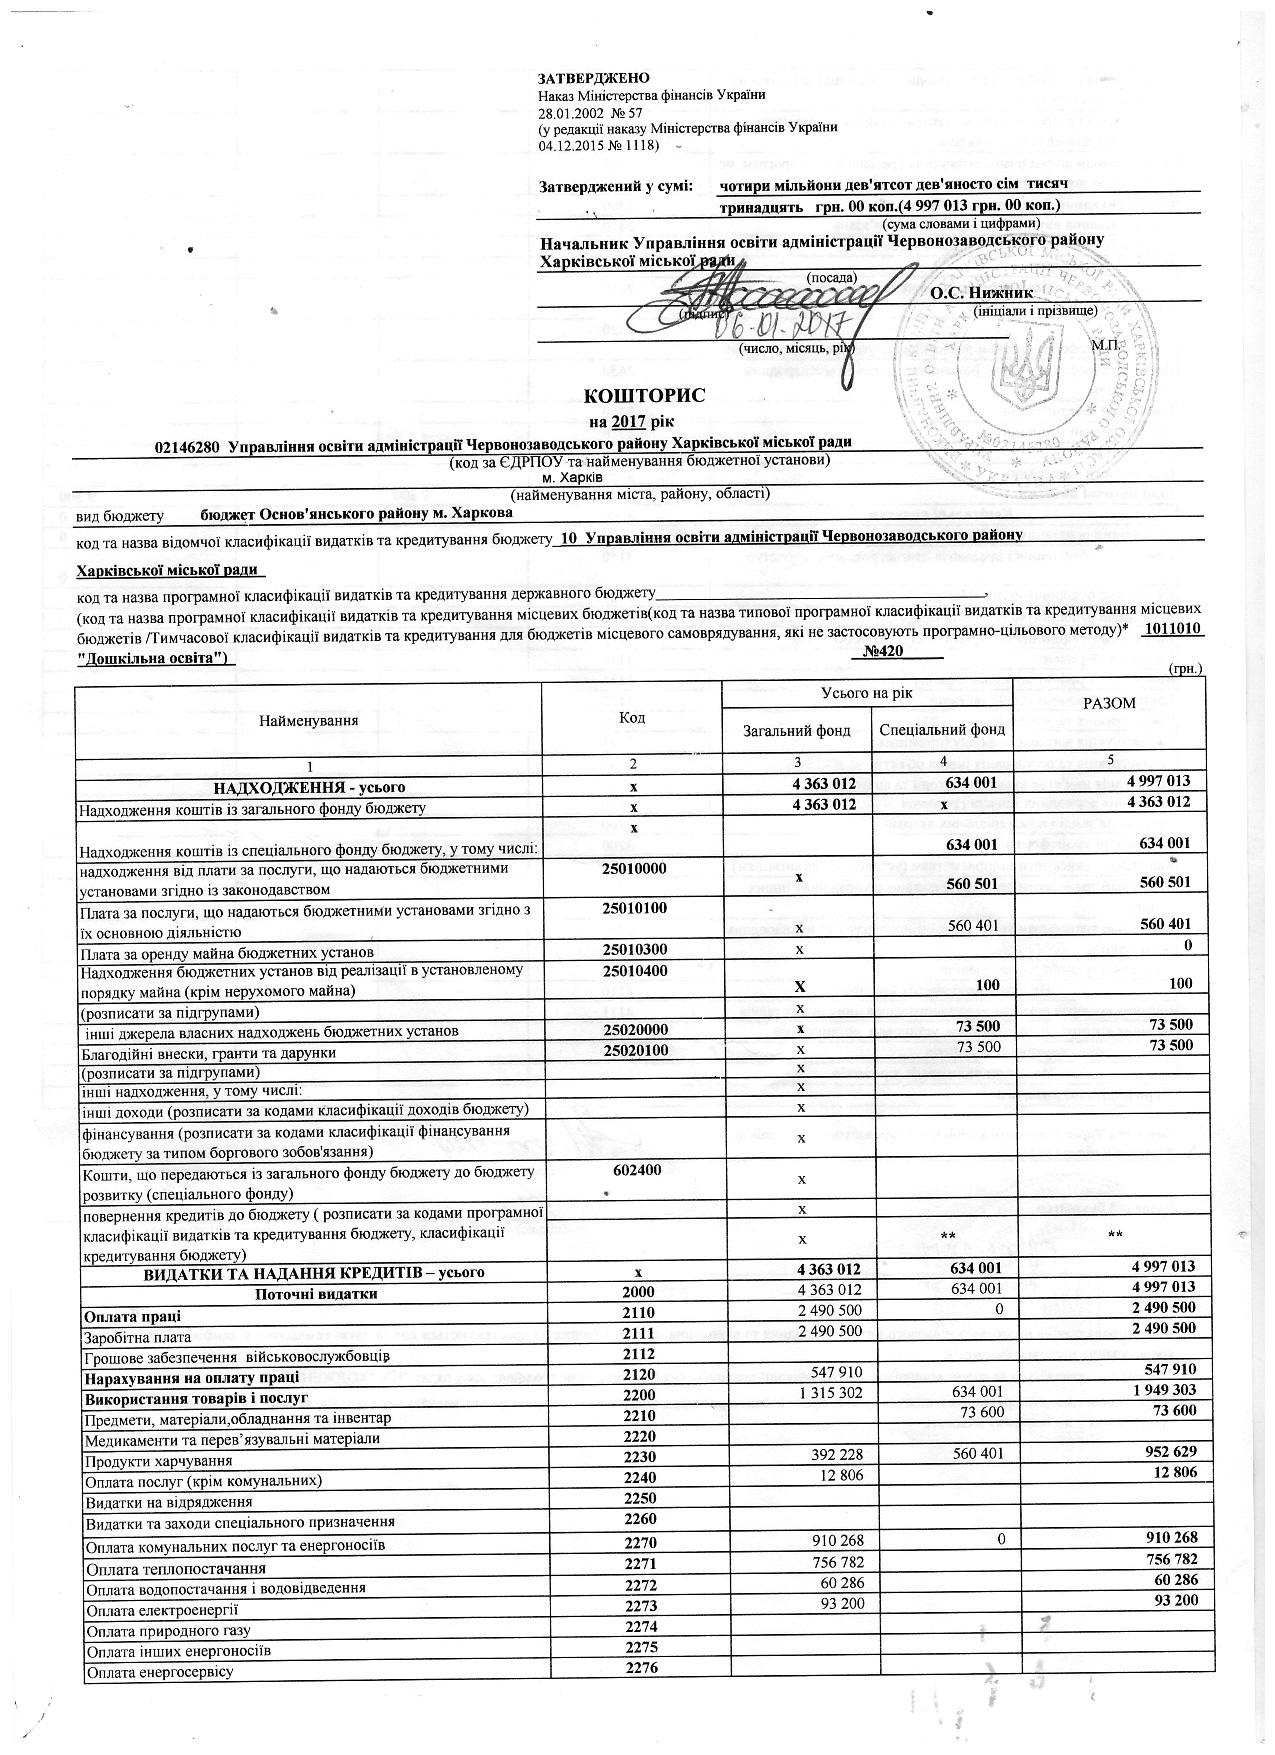 ЗАТВЕРДЖЕНО
Наказ Міністерства фінансів України
28.01.2002 № 57
(у редакції наказу Міністерства фінансів України
04.12.2015 № 1118)
Затверджений у сумі: чотири мільйони дев'ятсот дев'яносто сім тисяч
тринадцять грн. 00 коп.(4 997 013 грн. 00 коп.)
(сума словами і цифрами)
Начальник Управління освіти адміністрації Червонозаводського району
Харківської міської ради
(посада)
О.С. Нижник
(підпис) (ініціали і прізвище)
06-01-2017
(число, місяць, рік) М.П.
КОШТОРИС
на 2017 рік
02146280 Управління освіти адміністрації Червонозаводського району Харківської міської ради
(код за ЄДРПОУ та найменування бюджетної установи)
м. Харків
(найменування міста, району, області)
вид бюджету бюджет Основ'янського району м. Харкова
код та назва відомчої класифікації видатків та кредитування бюджету 10 Управління освіти адміністрації Червонозаводського району
Харківської міської ради
код та назва програмної класифікації видатків та кредитування державного бюджету
(код та назва програмної класифікації видатків та кредитування місцевих бюджетів(код та назва типової програмної класифікації видатків та кредитування місцевих
бюджетів /Тимчасової класифікації видатків та кредитування для бюджетів місцевого самоврядування, які не застосовують програмно-цільового методу)* 1011010
"Дошкільна освіта") №420
(грн.)
Найменування Код Усього на рік РАЗОМ
Загальний фонд Спеціальний фонд
1 2 3 4 5
НАДХОДЖЕННЯ - усього х 4 363 012 634 001 4 997 013
Надходження коштів із загального фонду бюджету х 4 363 012 х 4 363 012
Надходження коштів із спеціального фонду бюджету, у тому числі: х 634 001 634 001
надходження від плати за послуги, що надаються бюджетними 25010000
установами згідно із законодавством х 560 501 560 501
Плата за послуги, що надаються бюджетними установами згідно з 25010100
їх основною діяльністю х 560 401 560 401
Плата за оренду майна бюджетних установ 25010300 х 0
Надходження бюджетних установ від реалізації в установленому 25010400
порядку майна (крім нерухомого майна) Х 100 100
(розписати за підгрупами) х
інші джерела власних надходжень бюджетних установ 25020000 х 73 500 73 500
Благодійні внески, гранти та дарунки 25020100 х 73 500 73 500
(розписати за підгрупами) х
інші надходження, у тому числі: х
інші доходи (розписати за кодами класифікації доходів бюджету) х
фінансування (розписати за кодами класифікації фінансування
бюджету за типом боргового зобов'язання) х
Кошти, що передаються із загального фонду бюджету до бюджету 602400
розвитку (спеціального фонду) х
повернення кредитів до бюджету ( розписати за кодами програмної х
класифікації видатків та кредитування бюджету, класифікації х ** **
кредитування бюджету)
ВИДАТКИ ТА НАДАННЯ КРЕДИТІВ – усього х 4 363 012 634 001 4 997 013
Поточні видатки 2000 4 363 012 634 001 4 997 013
Оплата праці 2110 2 490 500 0 2 490 500
Заробітна плата 2111 2 490 500 2 490 500
Грошове забезпечення військовослужбовців 2112
Нарахування на оплату праці 2120 547 910 547 910
Використання товарів і послуг 2200 1 315 302 634 001 1 949 303
Предмети, матеріали,обладнання та інвентар 2210 73 600 73 600
Медикаменти та перев’язувальні матеріали 2220
Продукти харчування 2230 392 228 560 401 952 629
Оплата послуг (крім комунальних) 2240 12 806 12 806
Видатки на відрядження 2250
Видатки та заходи спеціального призначення 2260
Оплата комунальних послуг та енергоносіїв 2270 910 268 0 910 268
Оплата теплопостачання 2271 756 782 756 782
Оплата водопостачання і водовідведення 2272 60 286 60 286
Оплата електроенергії 2273 93 200 93 200
Оплата природного газу 2274
Оплата інших енергоносіїв 2275
Оплата енергосервісу 2276